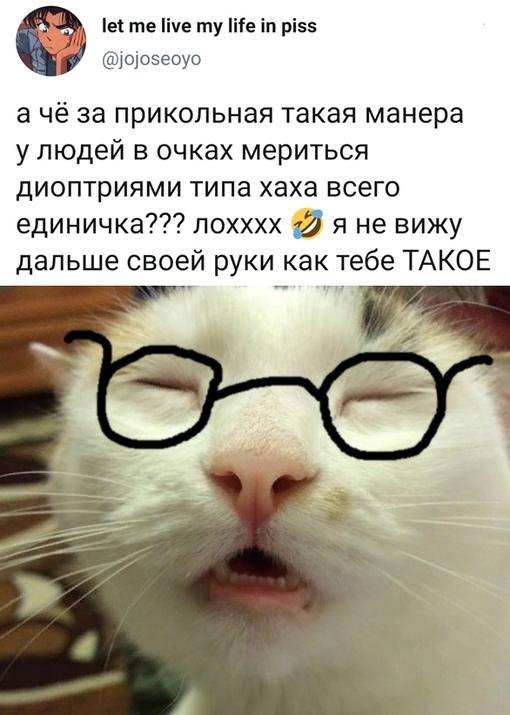 let me live my life in piss
@jojoseoyo
а чё за прикольная такая манера
у людей в очках мериться
диоптриями типа хаха всего
единичка??? лохххх 🤣 я не вижу
дальше своей руки как тебе ТАКОЕ